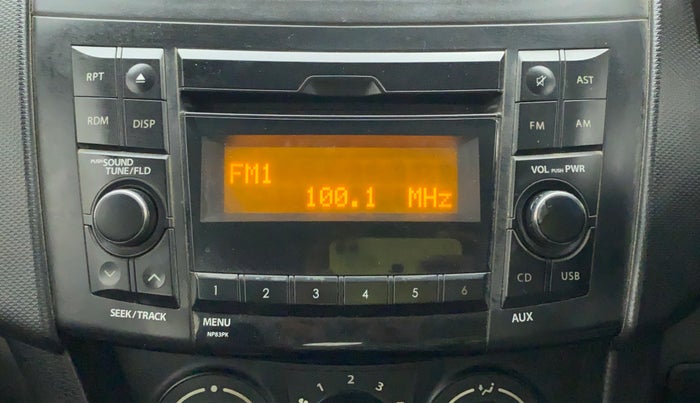 RPT
AST
RDM DISP
FM AM
PUSH SOUND
TUNE/FLD
VOL PUSH PWR
FM1
100.1 MHz
1 2 3 4 5 6
CD USB
SEEK/TRACK
MENU
NP83PK
AUX
1 2 3